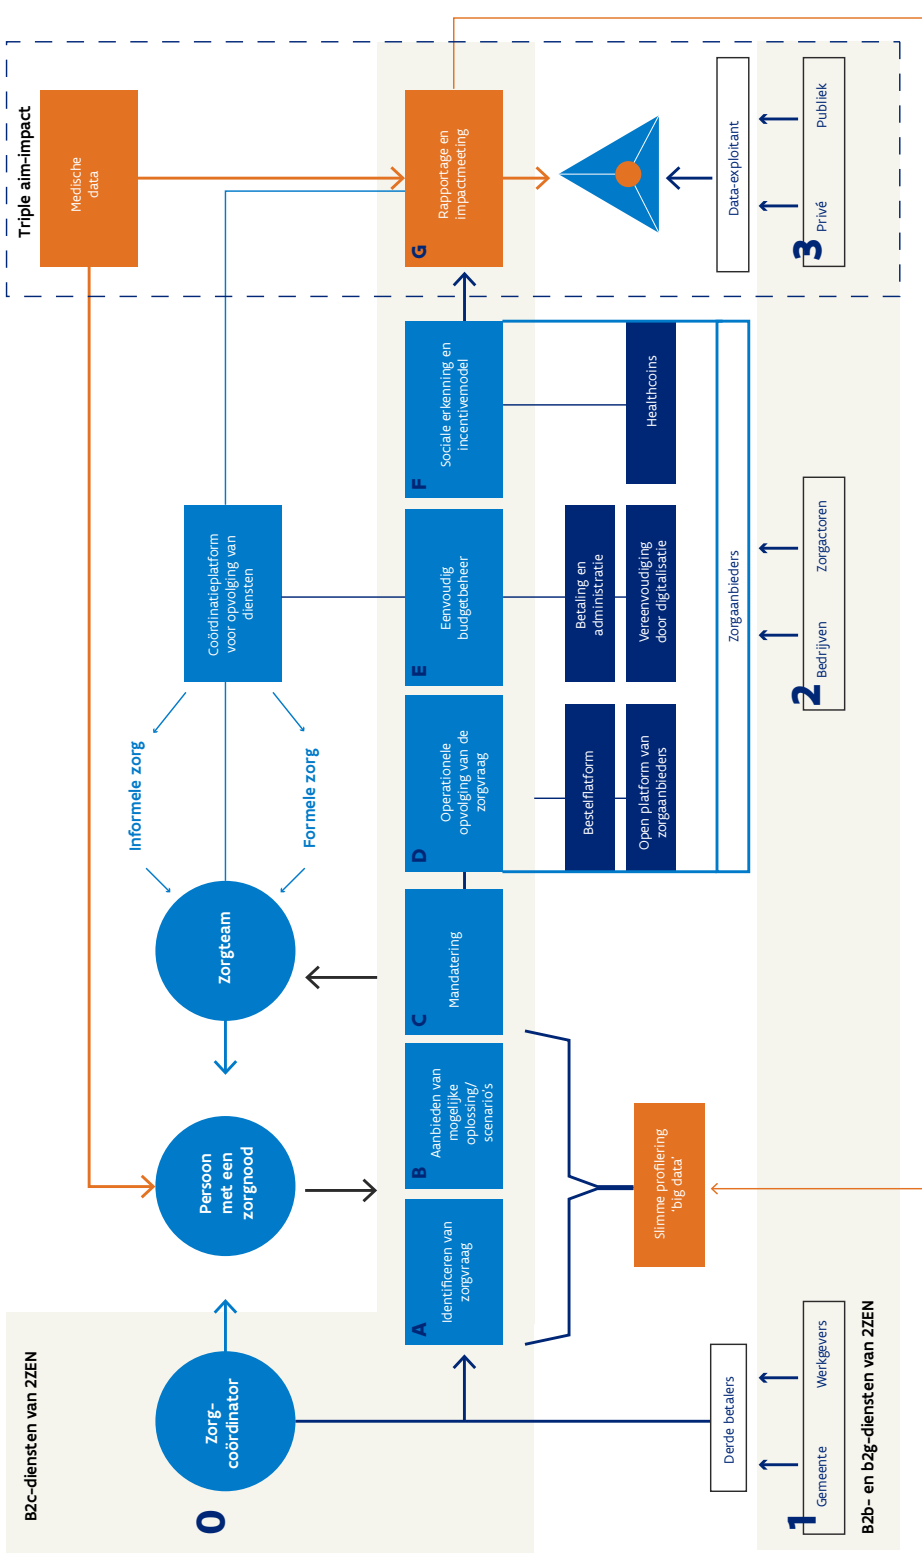 B2c-diensten van 2ZEN
Triple aim-impact
0
Zorg-
coördinator
Persoon
met een
zorgnood
Zorgteam
Informele zorg
Formele zorg
Coördinatieplatform
voor opvolging van
diensten
Medische
data
A
Identificeren van
zorgvraag
B
Aanbieden van
mogelijke
oplossing/
scenario's
C
Mandatering
D
Operationele
opvolging van de
zorgvraag
E
Eenvoudig
budgetbeheer
F
Sociale erkenning en
incentivemodel
G
Rapportage en
impactmeeting
Slimme profilering
'big data'
Bestelflatform
Open platform van
zorgaanbieders
Betaling en
administratie
Vereenvoudiging
door digitalisatie
Healthcoins
Derde betalers
Zorgaanbieders
Data-exploitant
1
Gemeente
Werkgevers
2
Bedrijven
Zorgactoren
3
Privé
Publiek
B2b- en b2g-diensten van 2ZEN